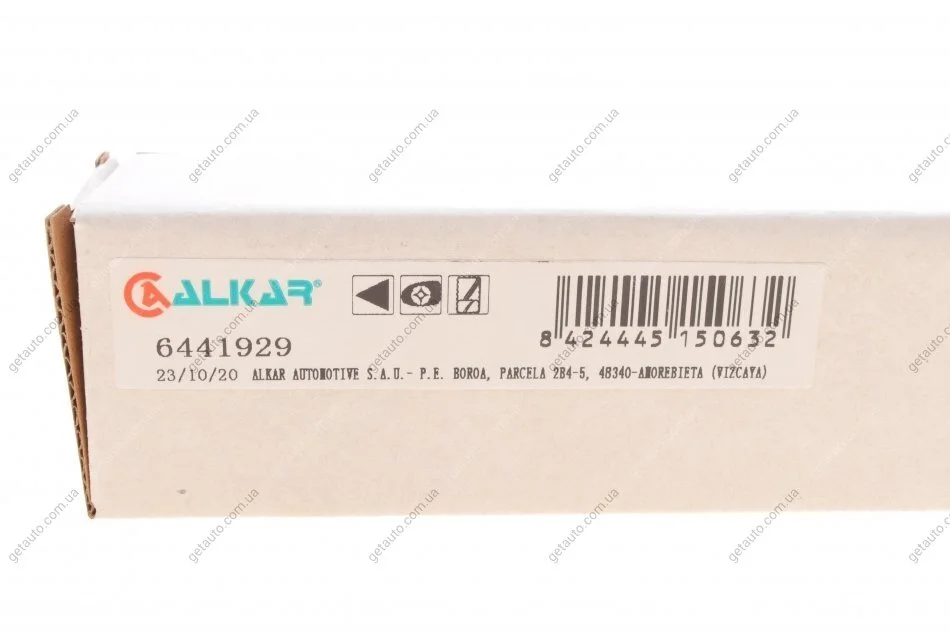 ALKAR®
6441929
23/10/20 ALKAR AUTOMOTIVE S.A.U.- P.E. BOROA, PARCELA 2B4-5, 48340-AMOREBIETA (VIZCAYA)
8 424445 150632
getauto.com.ua